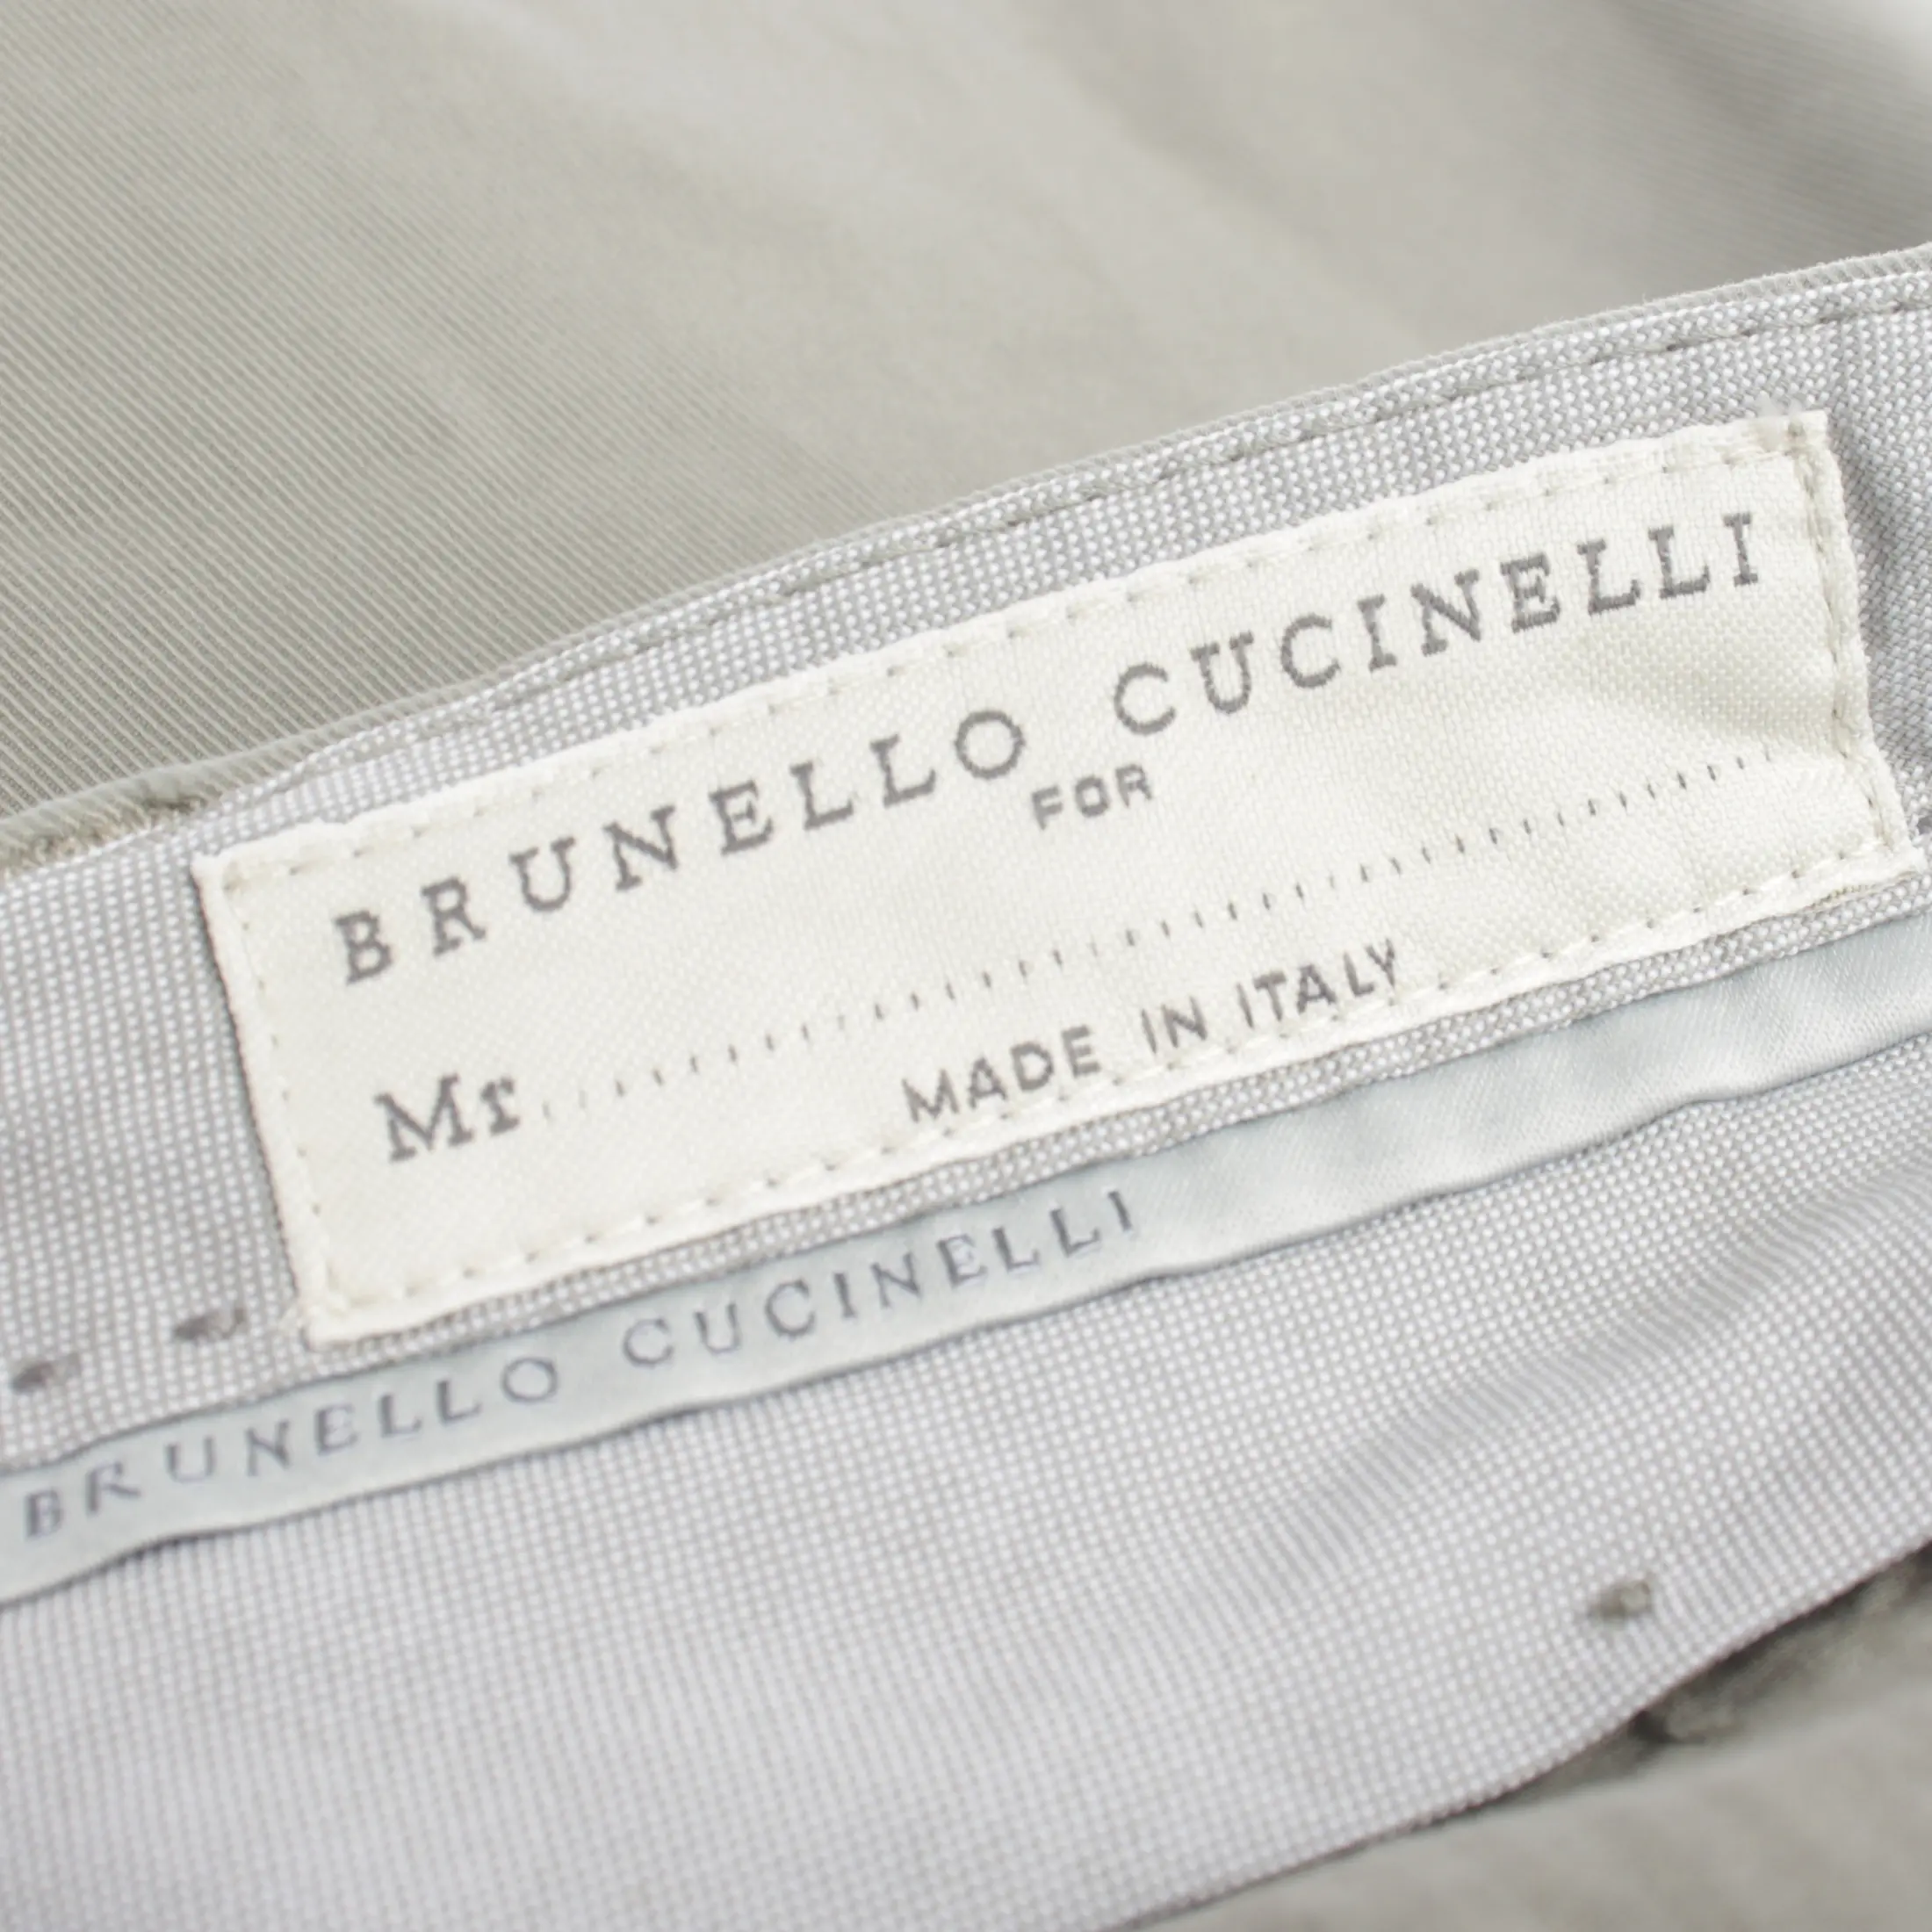 BRUNELLO CUCINELLI
FOR
Mr..................................
MADE IN ITALY
BRUNELLO CUCINELLI